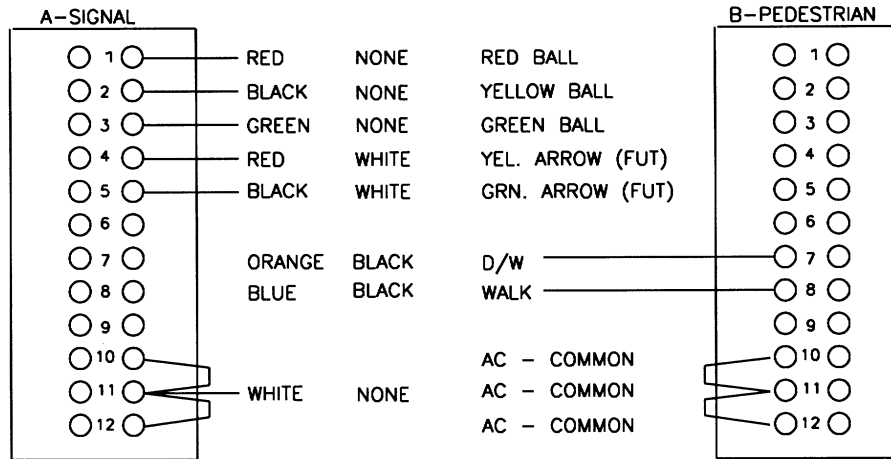 A-SIGNAL B-PEDESTRIAN
1 RED NONE RED BALL 1
2 BLACK NONE YELLOW BALL 2
3 GREEN NONE GREEN BALL 3
4 RED WHITE YEL. ARROW (FUT) 4
5 BLACK WHITE GRN. ARROW (FUT) 5
6 6
7 ORANGE BLACK D/W 7
8 BLUE BLACK WALK 8
9 9
10 AC - COMMON 10
11 WHITE NONE AC - COMMON 11
12 AC - COMMON 12